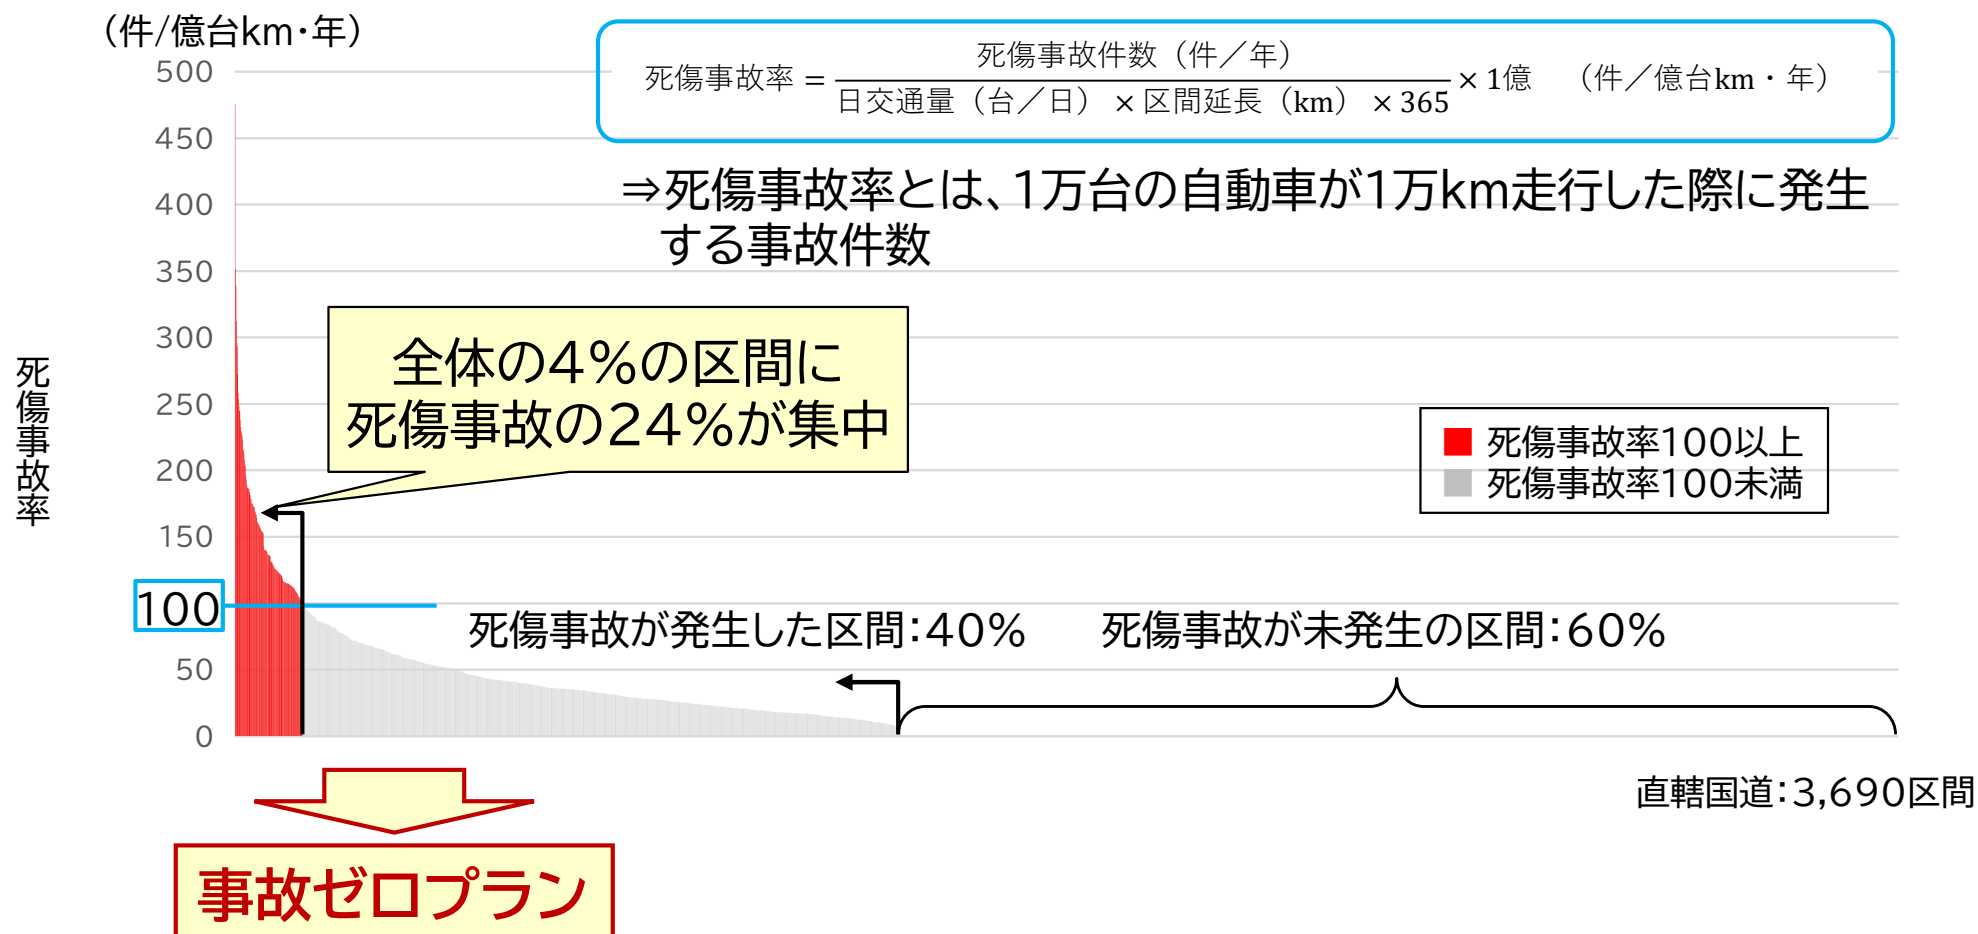 （件/億台km・年）
死傷事故率＝死傷事故件数（件／年）/日交通量（台／日）×区間延長（km）×365×1億　（件／億台km・年）
⇒死傷事故率とは、1万台の自動車が1万km走行した際に発生
する事故件数
500
450
400
350
300
250
200
150
100
50
0
死傷事故率
全体の4%の区間に
死傷事故の24%が集中
死傷事故率100以上
死傷事故率100未満
死傷事故が発生した区間：40%
死傷事故が未発生の区間：60%
直轄国道：3,690区間
事故ゼロプラン